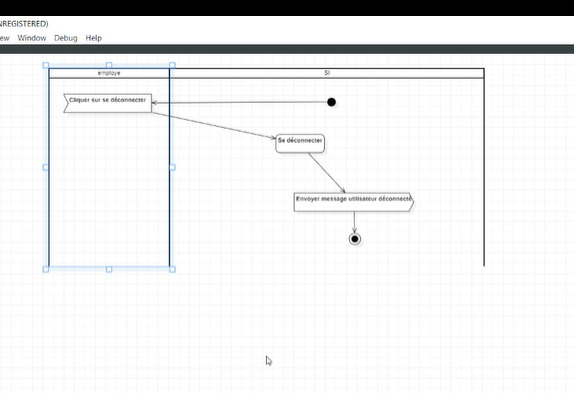 NREGISTERED)
ew Window Debug Help
employe
SI
Cliquer sur se déconnecter
Se déconnecter
Envoyer message utilisateur déconnecté